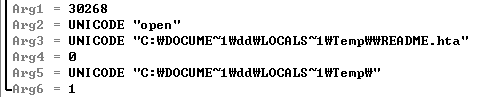 Arg1 = 30268
Arg2 = UNICODE "open"
Arg3 = UNICODE "C:₩DOCUME~1₩dd₩LOCALS~1₩Temp₩₩README.hta"
Arg4 = 0
Arg5 = UNICODE "C:₩DOCUME~1₩dd₩LOCALS~1₩Temp₩"
Arg6 = 1